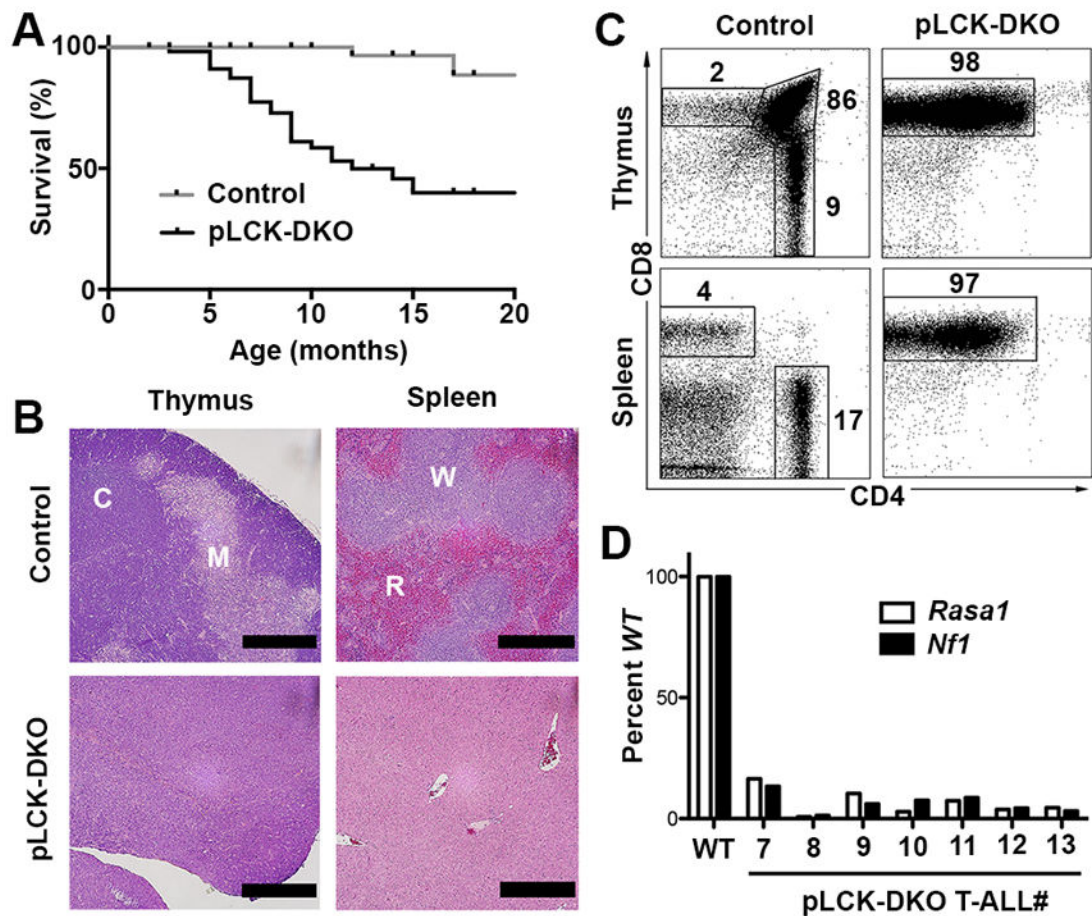 A
Survival (%)
100
50
0
0 5 10 15 20
Age (months)
Control
pLCK-DKO
B
Thymus Spleen
Control
C
M
W
R
pLCK-DKO
C
Control pLCK-DKO
Thymus
2
86
9
98
Spleen
4
17
97
CD8
CD4
D
Percent WT
100
50
0
Rasa1
Nf1
WT 7 8 9 10 11 12 13
pLCK-DKO T-ALL#